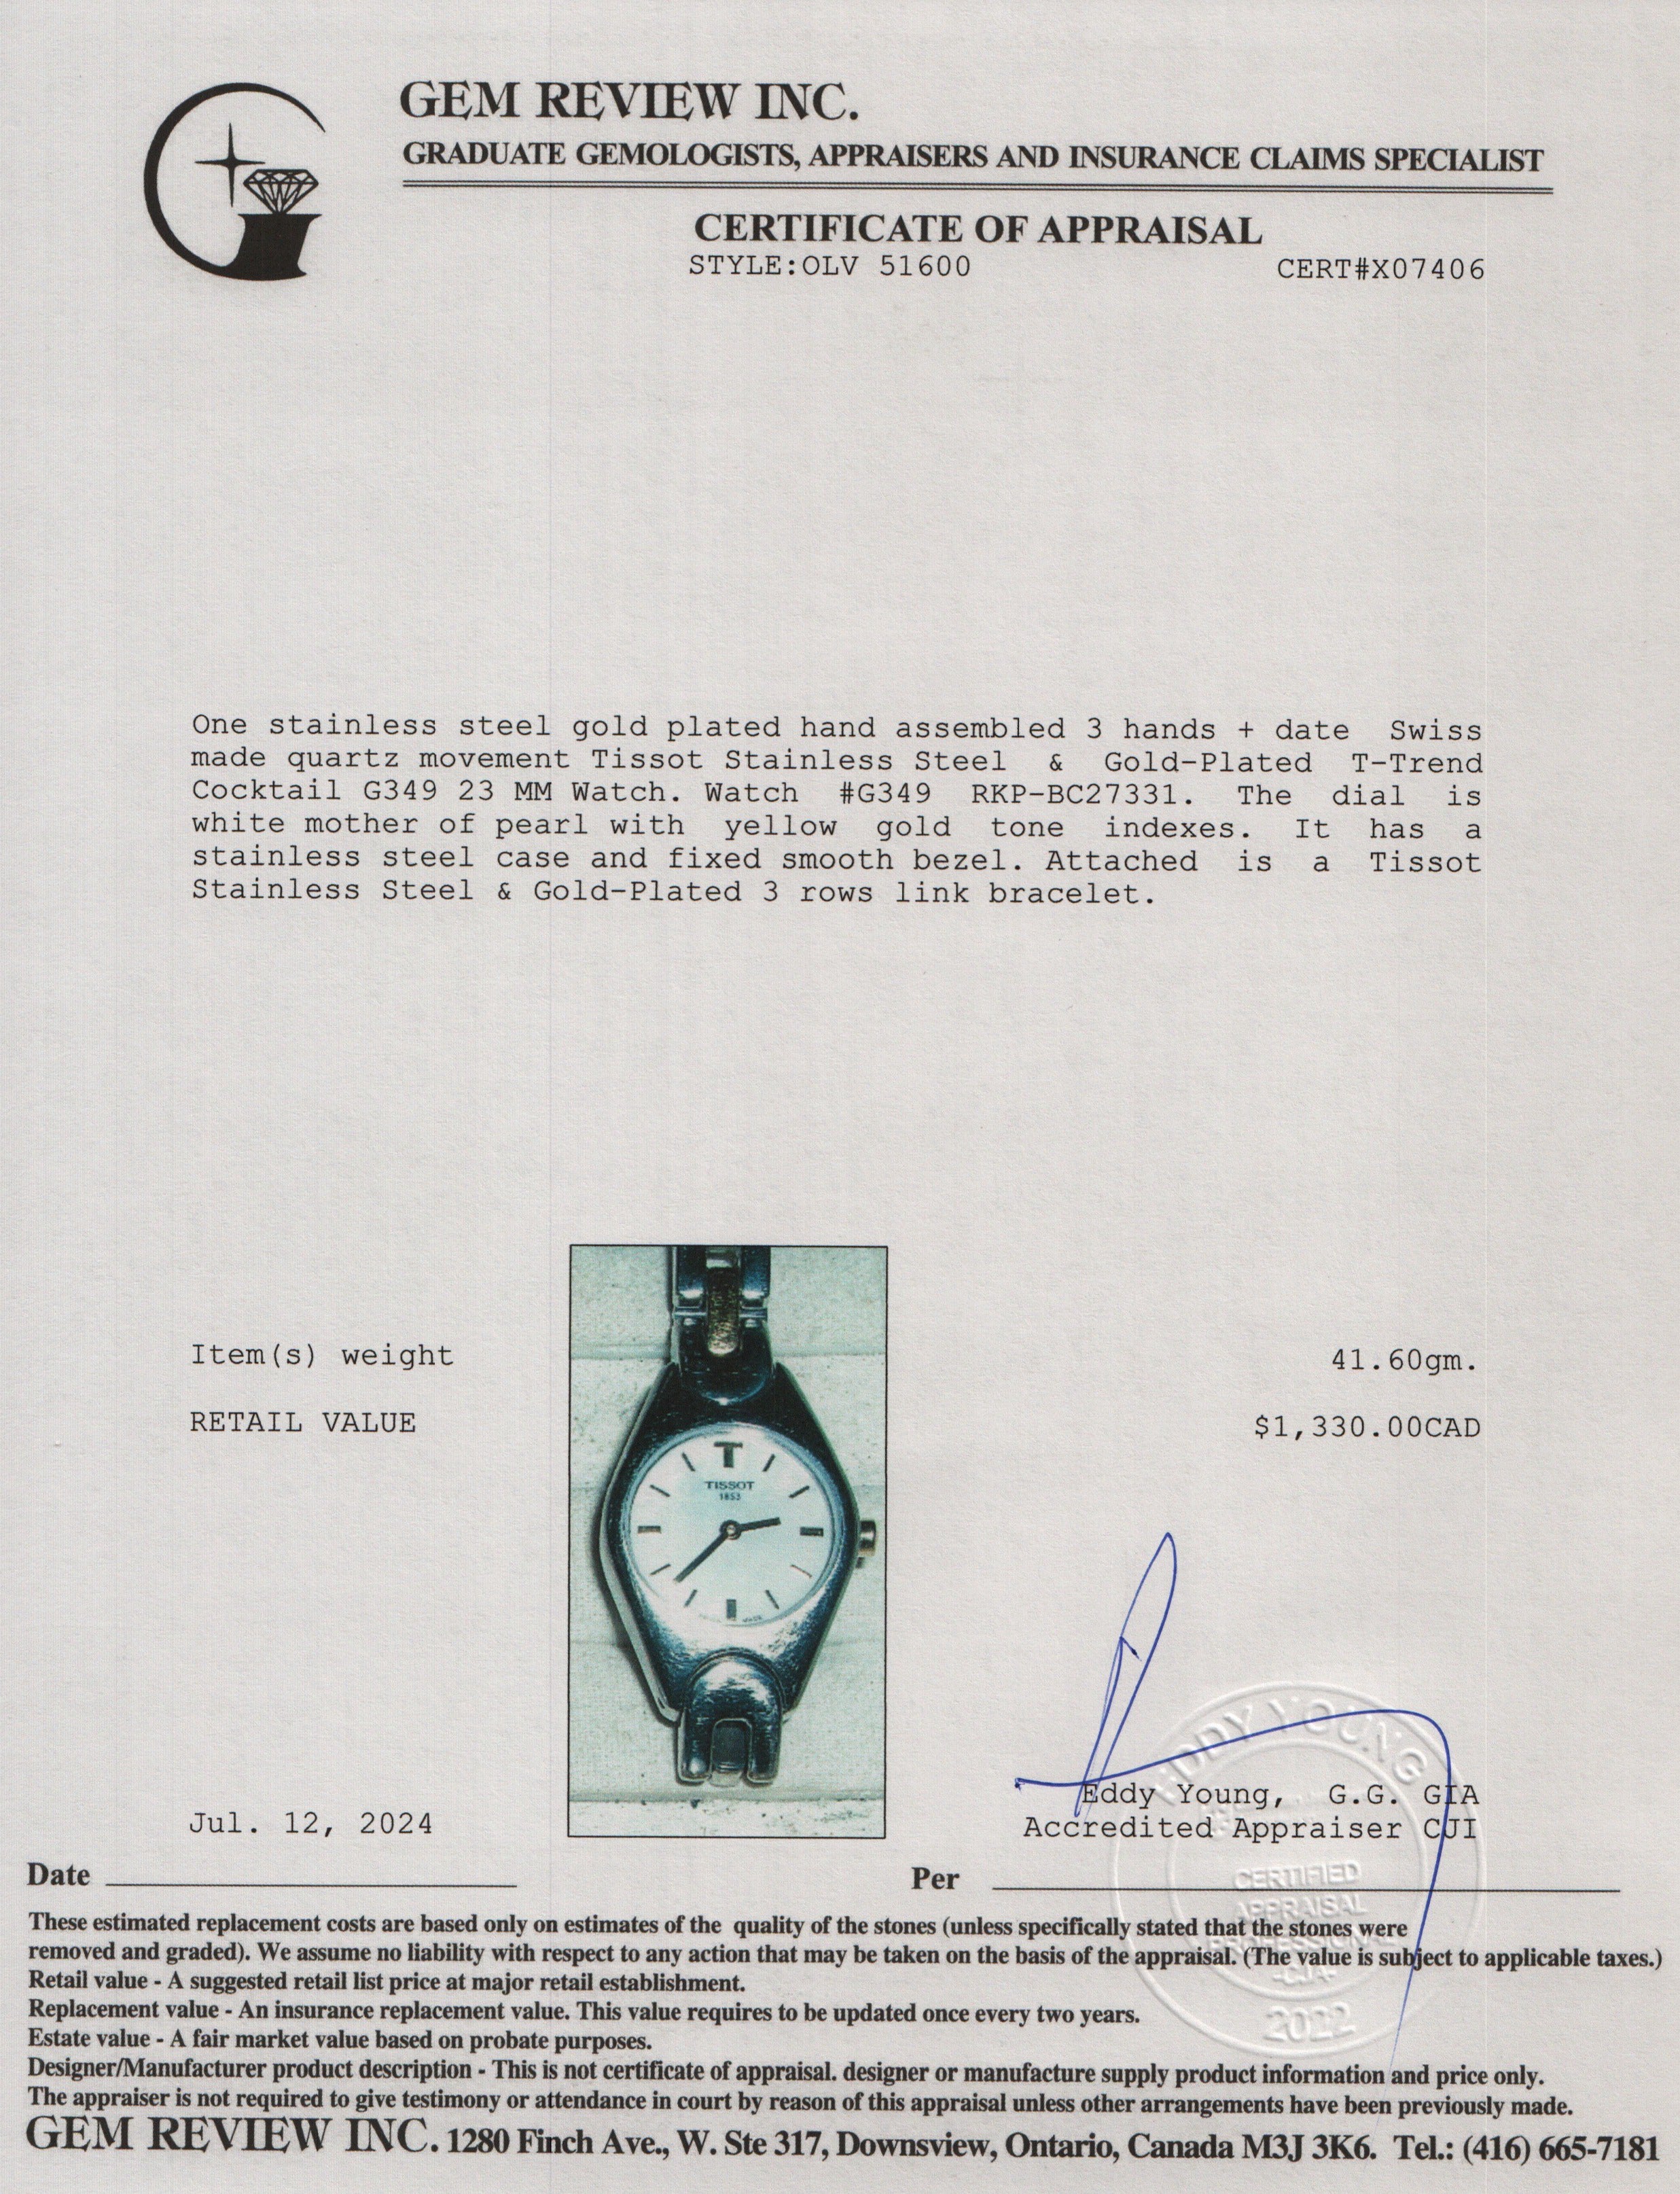 GEM REVIEW INC.
GRADUATE GEMOLOGISTS, APPRAISERS AND INSURANCE CLAIMS SPECIALIST
CERTIFICATE OF APPRAISAL
STYLE:OLV 51600 CERT#X07406
One stainless steel gold plated hand assembled 3 hands + date Swiss
made quartz movement Tissot Stainless Steel & Gold-Plated T-Trend
Cocktail G349 23 MM Watch. Watch #G349 RKP-BC27331. The dial is
white mother of pearl with yellow gold tone indexes. It has a
stainless steel case and fixed smooth bezel. Attached is a Tissot
Stainless Steel & Gold-Plated 3 rows link bracelet.
Item(s) weight 41.60gm.
RETAIL VALUE $1,330.00CAD
T
TISSOT
1853
EDDY YOUNG
Eddy Young, G.G. GIA
Jul. 12, 2024 Accredited Appraiser CJI
Date Per
CERTIFIED
APPRAISAL
2022
These estimated replacement costs are based only on estimates of the quality of the stones (unless specifically stated that the stones were
removed and graded). We assume no liability with respect to any action that may be taken on the basis of the appraisal. (The value is subject to applicable taxes.)
Retail value - A suggested retail list price at major retail establishment.
Replacement value - An insurance replacement value. This value requires to be updated once every two years.
Estate value - A fair market value based on probate purposes.
Designer/Manufacturer product description - This is not certificate of appraisal. designer or manufacture supply product information and price only.
The appraiser is not required to give testimony or attendance in court by reason of this appraisal unless other arrangements have been previously made.
GEM REVIEW INC. 1280 Finch Ave., W. Ste 317, Downsview, Ontario, Canada M3J 3K6. Tel.: (416) 665-7181